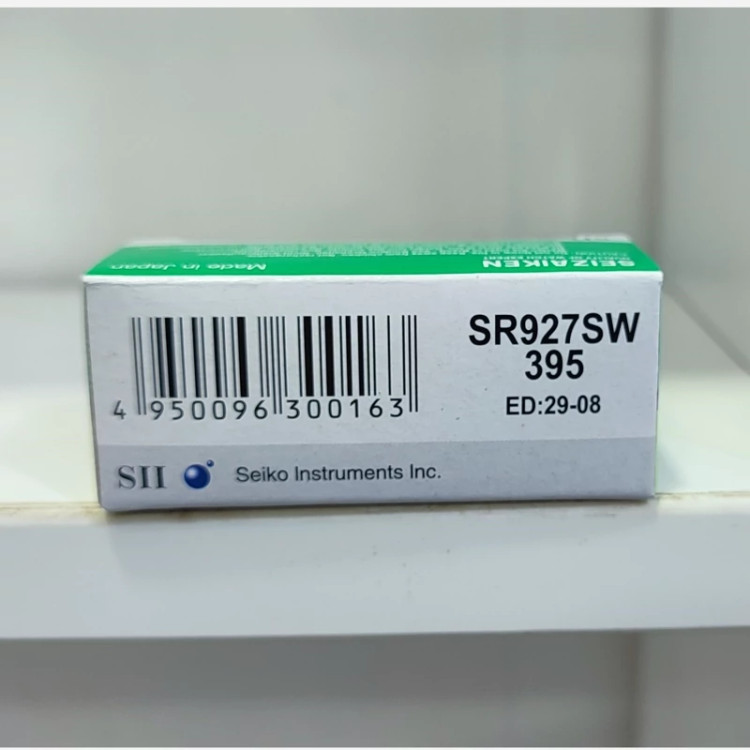 SEIZAIKEN
Made in Japan
SR927SW
395
ED:29-08
4 950096 300163
SII
Seiko Instruments Inc.